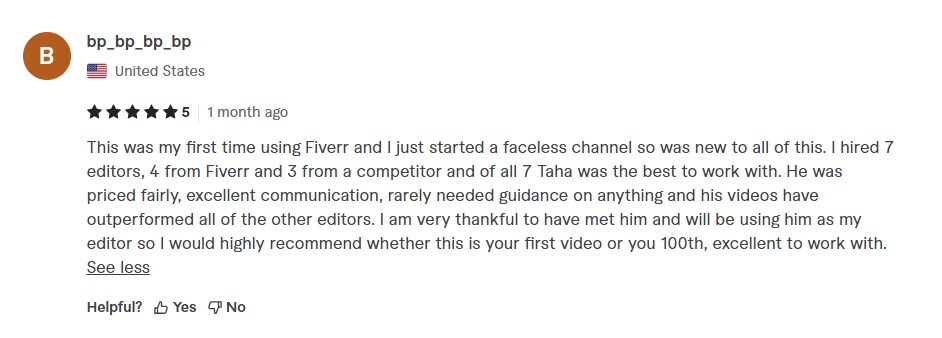 B
bp_bp_bp_bp
United States
5 1 month ago
This was my first time using Fiverr and I just started a faceless channel so was new to all of this. I hired 7
editors, 4 from Fiverr and 3 from a competitor and of all 7 Taha was the best to work with. He was
priced fairly, excellent communication, rarely needed guidance on anything and his videos have
outperformed all of the other editors. I am very thankful to have met him and will be using him as my
editor so I would highly recommend whether this is your first video or you 100th, excellent to work with.
See less
Helpful? Yes No